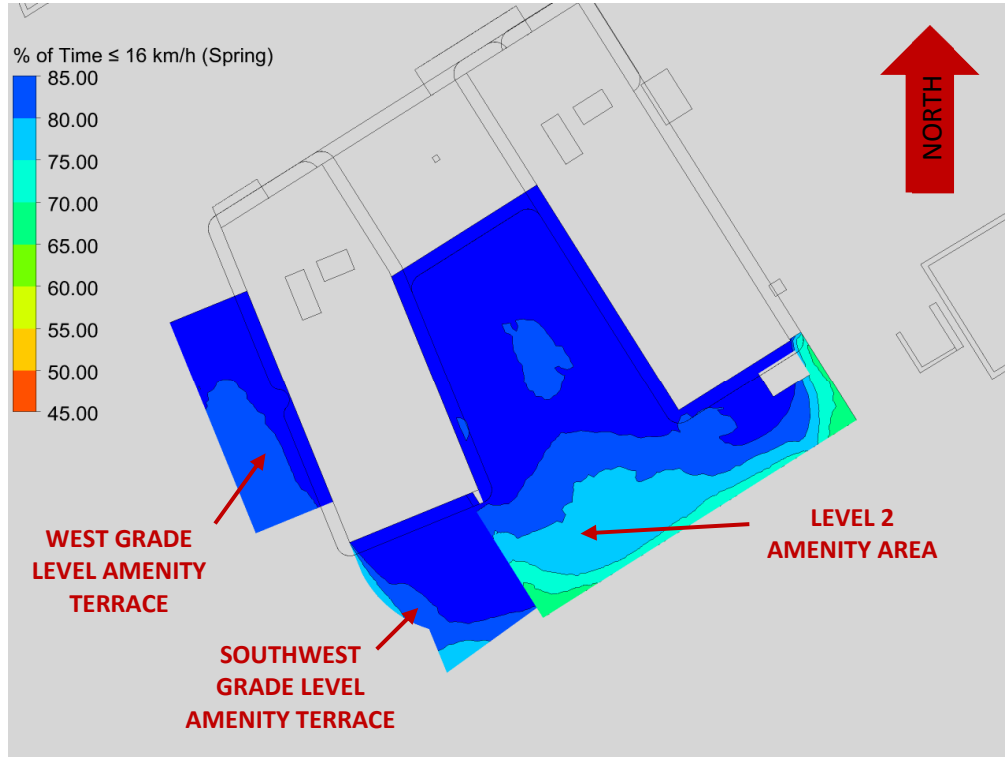 % of Time ≤ 16 km/h (Spring)
85.00
80.00
75.00
70.00
65.00
60.00
55.00
50.00
45.00
NORTH
WEST GRADE
LEVEL AMENITY
TERRACE
SOUTHWEST
GRADE LEVEL
AMENITY TERRACE
LEVEL 2
AMENITY AREA